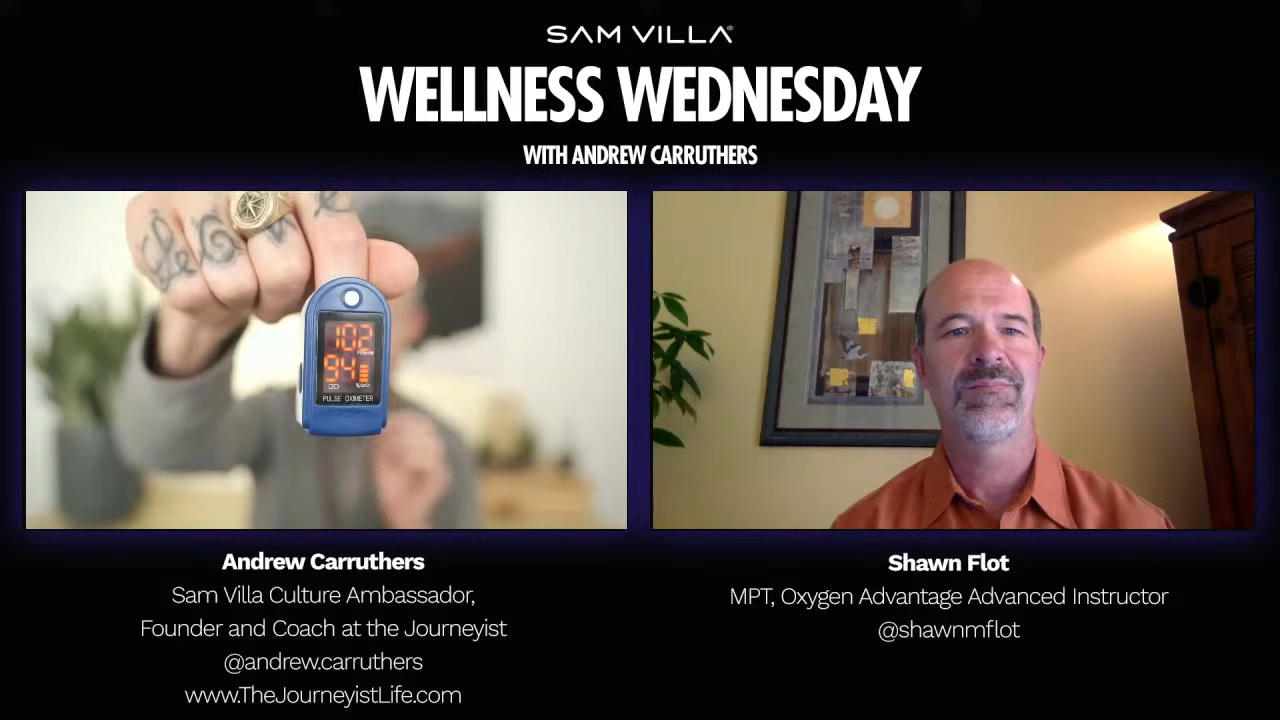 SAM VILLA®
WELLNESS WEDNESDAY
WITH ANDREW CARRUTHERS
102
94
PULSE OXIMETER
Andrew Carruthers
Sam Villa Culture Ambassador,
Founder and Coach at the Journeyist
@andrew.carruthers
www.TheJourneyistLife.com
Shawn Flot
MPT, Oxygen Advantage Advanced Instructor
@shawnmflot